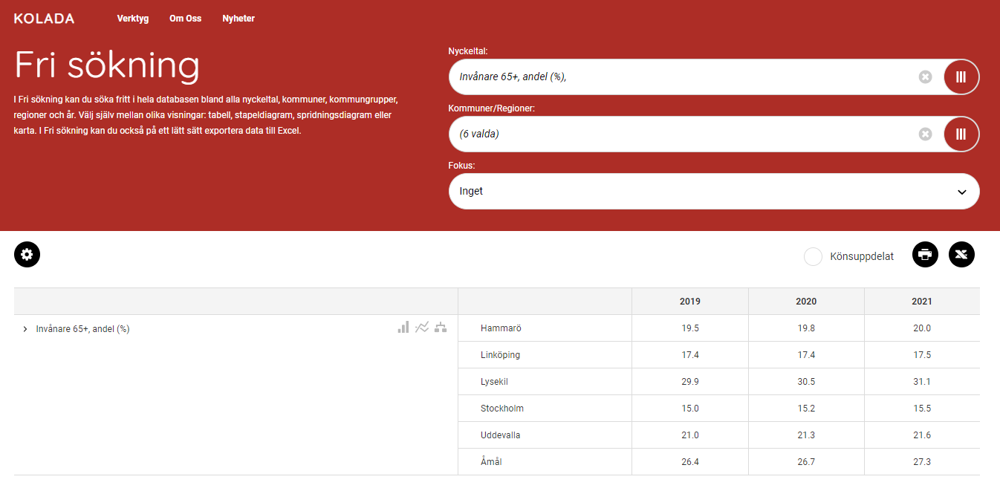 KOLADA Verktyg Om Oss Nyheter
Fri sökning
I Fri sökning kan du söka fritt i hela databasen bland alla nyckeltal, kommuner, kommungrupper,
regioner och år. Välj själv mellan olika visningar: tabell, stapeldiagram, spridningsdiagram eller
karta. I Fri sökning kan du också på ett lätt sätt exportera data till Excel.
Nyckeltal:
Invånare 65+, andel (%),
Kommuner/Regioner:
(6 valda)
Fokus:
Inget
Könsuppdelat
2019 2020 2021
Invånare 65+, andel (%) Hammarö 19.5 19.8 20.0
Linköping 17.4 17.4 17.5
Lysekil 29.9 30.5 31.1
Stockholm 15.0 15.2 15.5
Uddevalla 21.0 21.3 21.6
Åmål 26.4 26.7 27.3